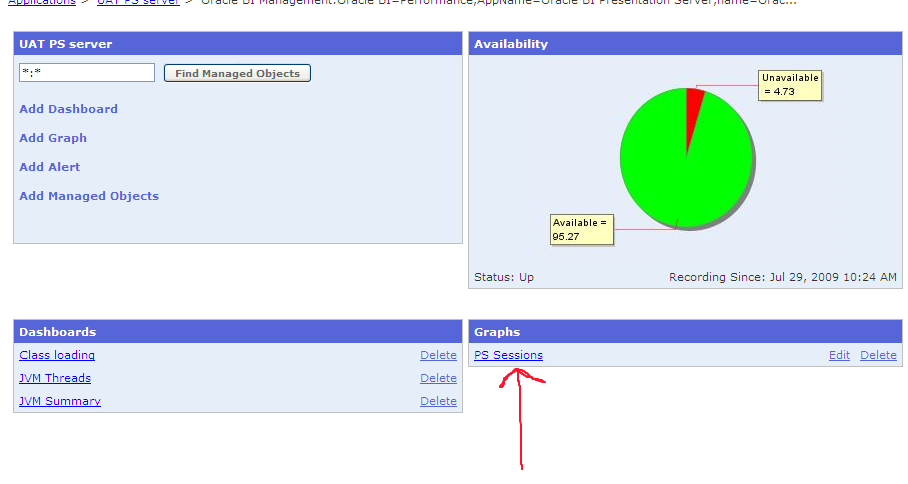 Applications > UAT PS server > Oracle BI Management:Oracle BI=Performance,AppName=Oracle BI Presentation Server,name=Orac...
UAT PS server
*:*
Find Managed Objects
Add Dashboard
Add Graph
Add Alert
Add Managed Objects
Availability
Unavailable
= 4.73
Available =
95.27
Status: Up
Recording Since: Jul 29, 2009 10:24 AM
Dashboards
Class loading Delete
JVM Threads Delete
JVM Summary Delete
Graphs
PS Sessions Edit Delete